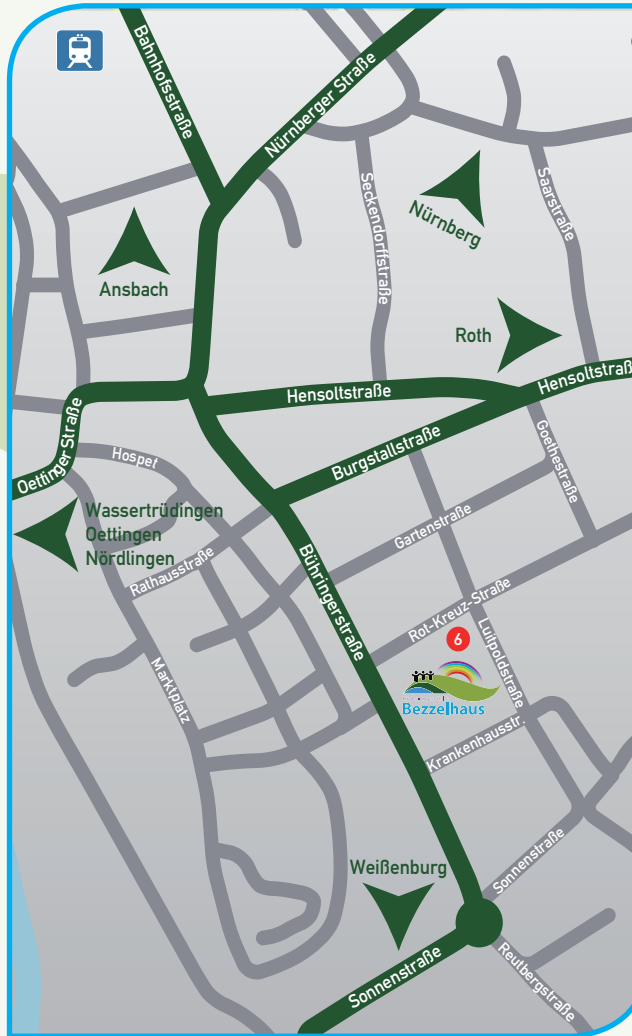 Bahnhofsstraße
Nürnberger Straße
Seckendorffstraße
Nürnberg
Saarstraße
Ansbach
Roth
Hensoltstraße
Hensoltstraß
Burgstallstraße
Oettinger Straße
Hospet
Goethestraße
Wassertrüdingen
Oettingen
Nördlingen
Gartenstraße
Rathausstraße
Bühringerstraße
Rot-Kreuz-Straße
6
Luitpoldstraße
Marktplatz
Bezzelhaus
Krankenhausstr.
Weißenburg
Sonnenstraße
Sonnenstraße
Reutbergstraße